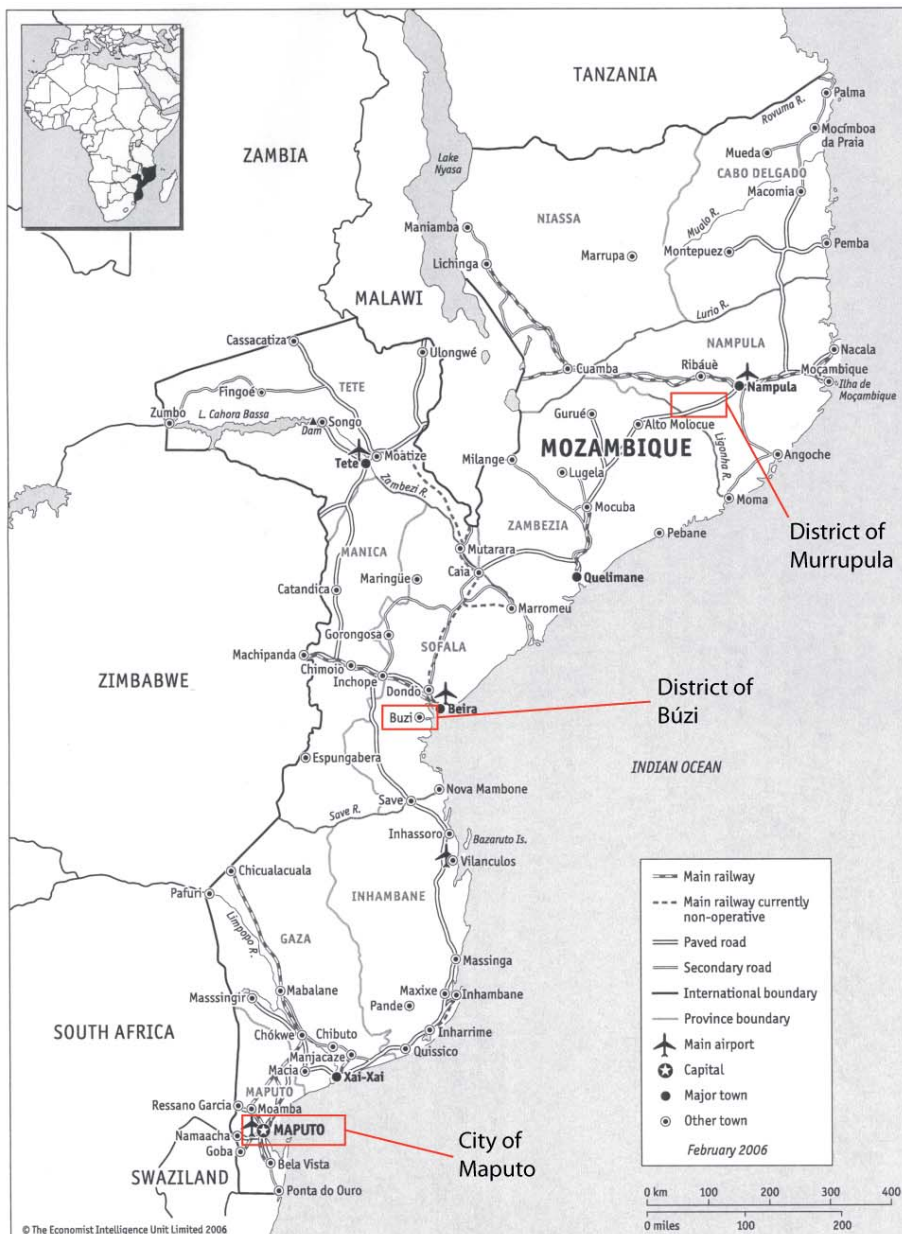 TANZANIA
Palma
Rovuma R.
Mocímboa
da Praia
ZAMBIA
Lake
Nyasa
Mueda
CABO DELGADO
Macomia
NIASSA
Mualo R.
Maniamba
Marrupa
Montepuez
Pemba
Lichinga
MALAWI
Lurio R.
NAMPULA
Cassacatiza
Ulongwé
Nacala
Cuamba
Ribáuè
Moçambique
TETE
Nampula
Ilha de
Moçambique
Fingoé
L. Cahora Bassa
Zumbo
Songo
Dam
Gurué
Alto Molocue
MOZAMBIQUE
Ligonha R.
Tete
Moatize
Milange
Angoche
Lugela
Zambezi R.
Moma
Mocuba
ZAMBEZIA
Pebane
District of
Murrupula
MANICA
Mutarara
Maringüe
Caia
Quelimane
Catandica
Marromeu
Gorongosa
SOFALA
Machipanda
Chimoio
Inchope
ZIMBABWE
Dondo
District of
Búzi
Beira
Buzi
Espungabera
INDIAN OCEAN
Nova Mambone
Save
Save R.
Inhassoro
Bazaruto Is.
Vilanculos
Chicualacuala
Pafuri
INHAMBANE
Limpopo R.
GAZA
Massinga
Mabalane
Masssingir
Maxixe
Inhambane
Pande
SOUTH AFRICA
Chókwe
Chibuto
Inharrime
Manjacaze
Quissico
Macia
Xai-Xai
MAPUTO
Ressano Garcia
Moamba
MAPUTO
Namaacha
Goba
City of
Maputo
SWAZILAND
Bela Vista
Ponta do Ouro
Main railway
Main railway currently
non-operative
Paved road
Secondary road
International boundary
Province boundary
Main airport
Capital
Major town
Other town
February 2006
0 km 100 200 300 400
0 miles 100 200
© The Economist Intelligence Unit Limited 2006